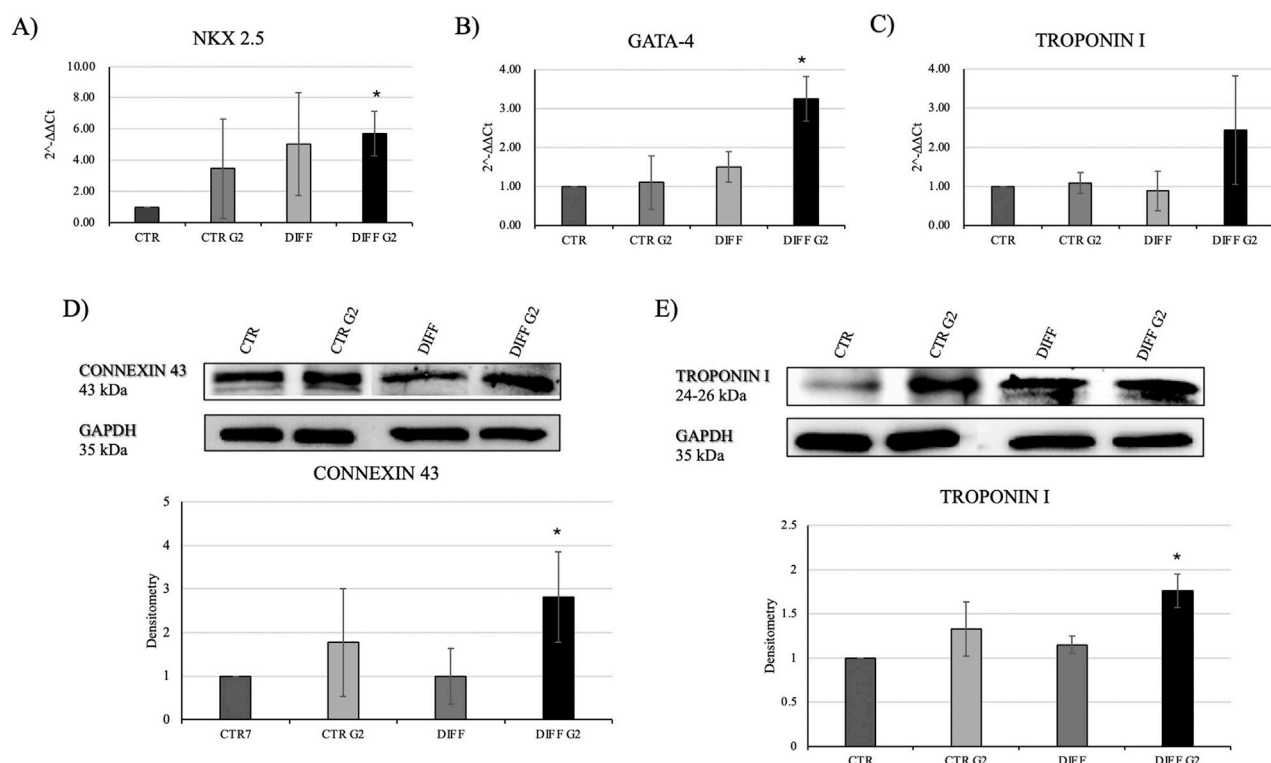 A)
NKX 2.5
10.00
8.00
6.00
4.00
2.00
0.00
2^-ΔΔCt
*
CTR
CTR G2
DIFF
DIFF G2
B)
GATA-4
4.00
3.00
2.00
1.00
0.00
2^-ΔΔCt
*
CTR
CTR G2
DIFF
DIFF G2
C)
TROPONIN I
4.00
3.00
2.00
1.00
0.00
2^-ΔΔCt
CTR
CTR G2
DIFF
DIFF G2
D)
CTR
CTR G2
DIFF
DIFF G2
CONNEXIN 43
43 kDa
GAPDH
35 kDa
CONNEXIN 43
5
4
3
2
1
0
Densitometry
*
CTR7
CTR G2
DIFF
DIFF G2
E)
CTR
CTR G2
DIFF
DIFF G2
TROPONIN I
24-26 kDa
GAPDH
35 kDa
TROPONIN I
2.5
2
1.5
1
0.5
0
Densitometry
*
CTR
CTR G2
DIFF
DIFF G2